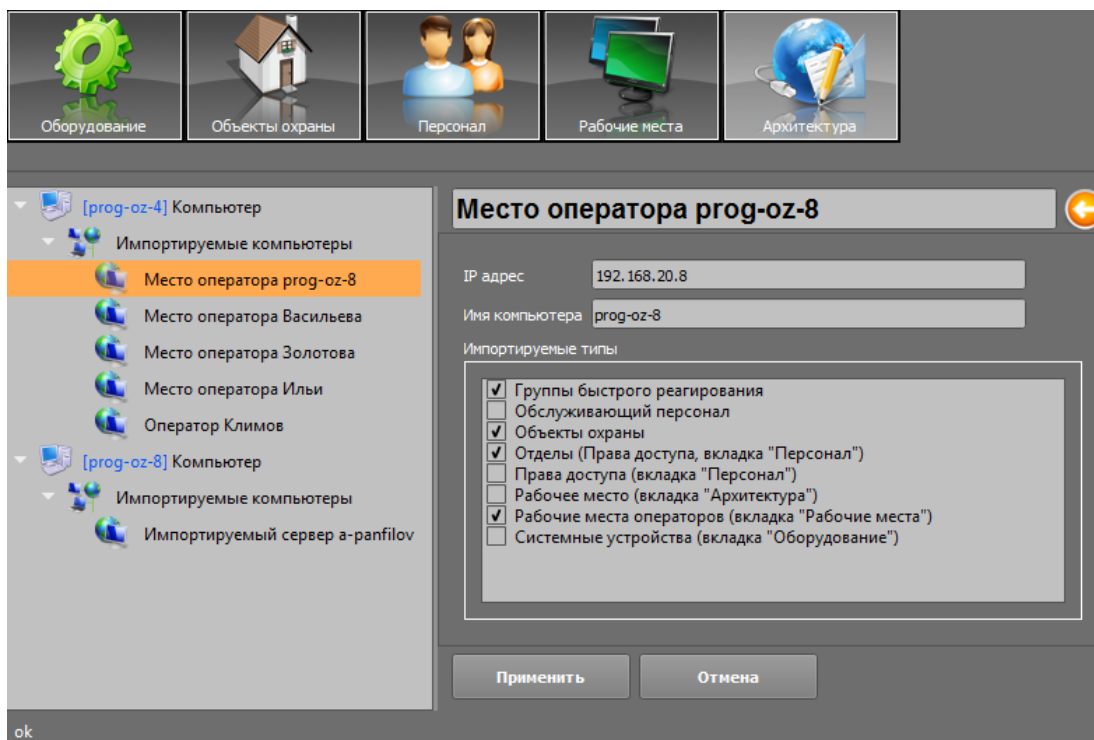 Оборудование
Объекты охраны
Персонал
Рабочие места
Архитектура
[prog-oz-4] Компьютер
Импортируемые компьютеры
Место оператора prog-oz-8
Место оператора Васильева
Место оператора Золотова
Место оператора Ильи
Оператор Климов
[prog-oz-8] Компьютер
Импортируемые компьютеры
Импортируемый сервер a-panfilov
Место оператора prog-oz-8
IP адрес 192.168.20.8
Имя компьютера prog-oz-8
Импортируемые типы
Группы быстрого реагирования
Обслуживающий персонал
Объекты охраны
Отделы (Права доступа, вкладка "Персонал")
Права доступа (вкладка "Персонал")
Рабочее место (вкладка "Архитектура")
Рабочие места операторов (вкладка "Рабочие места")
Системные устройства (вкладка "Оборудование")
Применить
Отмена
ok